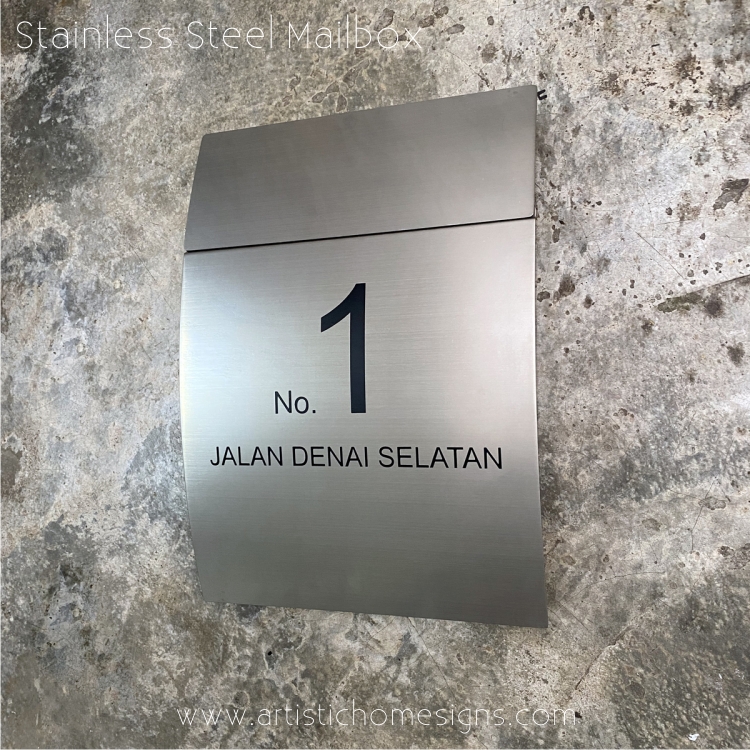 Stainless Steel Mailbox
1
No.
JALAN DENAI SELATAN
www.artistichomesigns.com